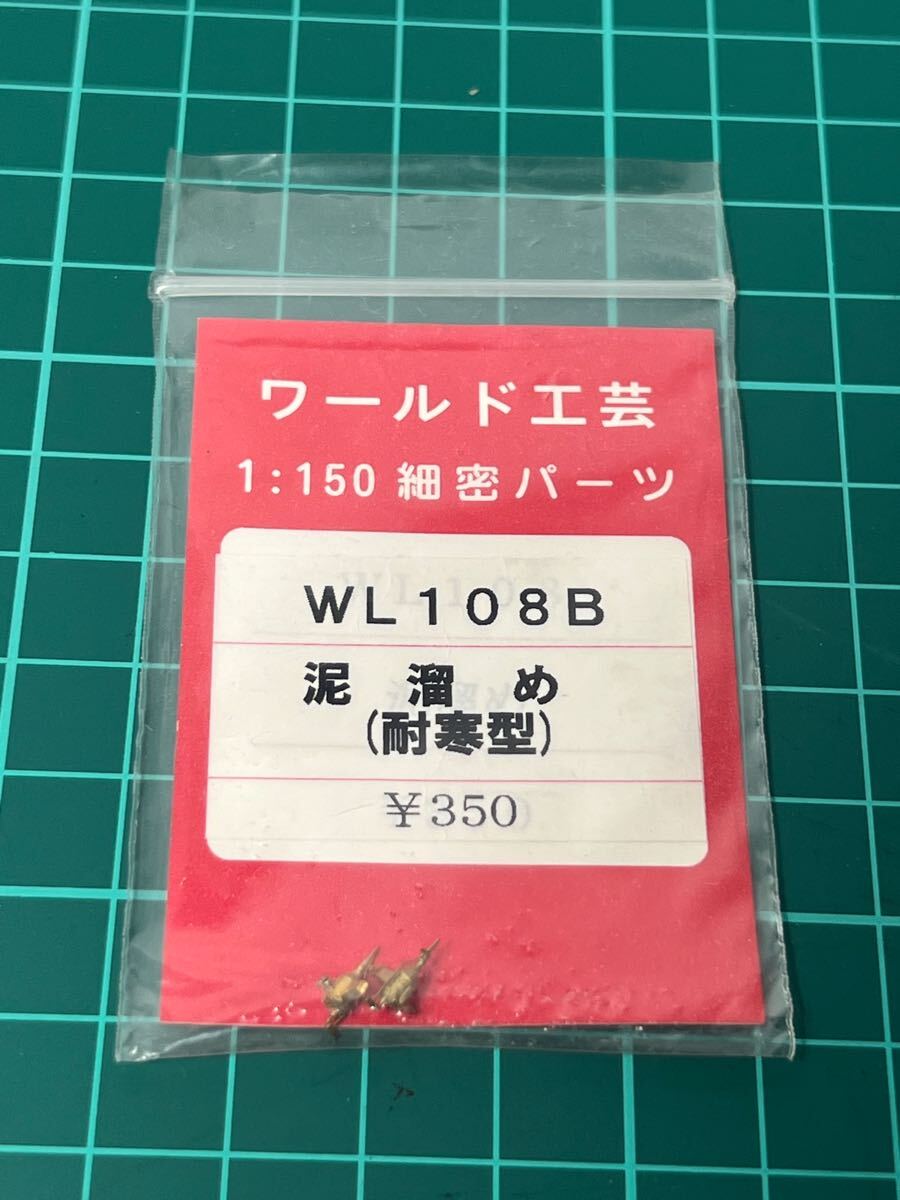 ワールド工芸
1:150 細密パーツ
WL108B
泥溜め
(耐寒型)
¥350